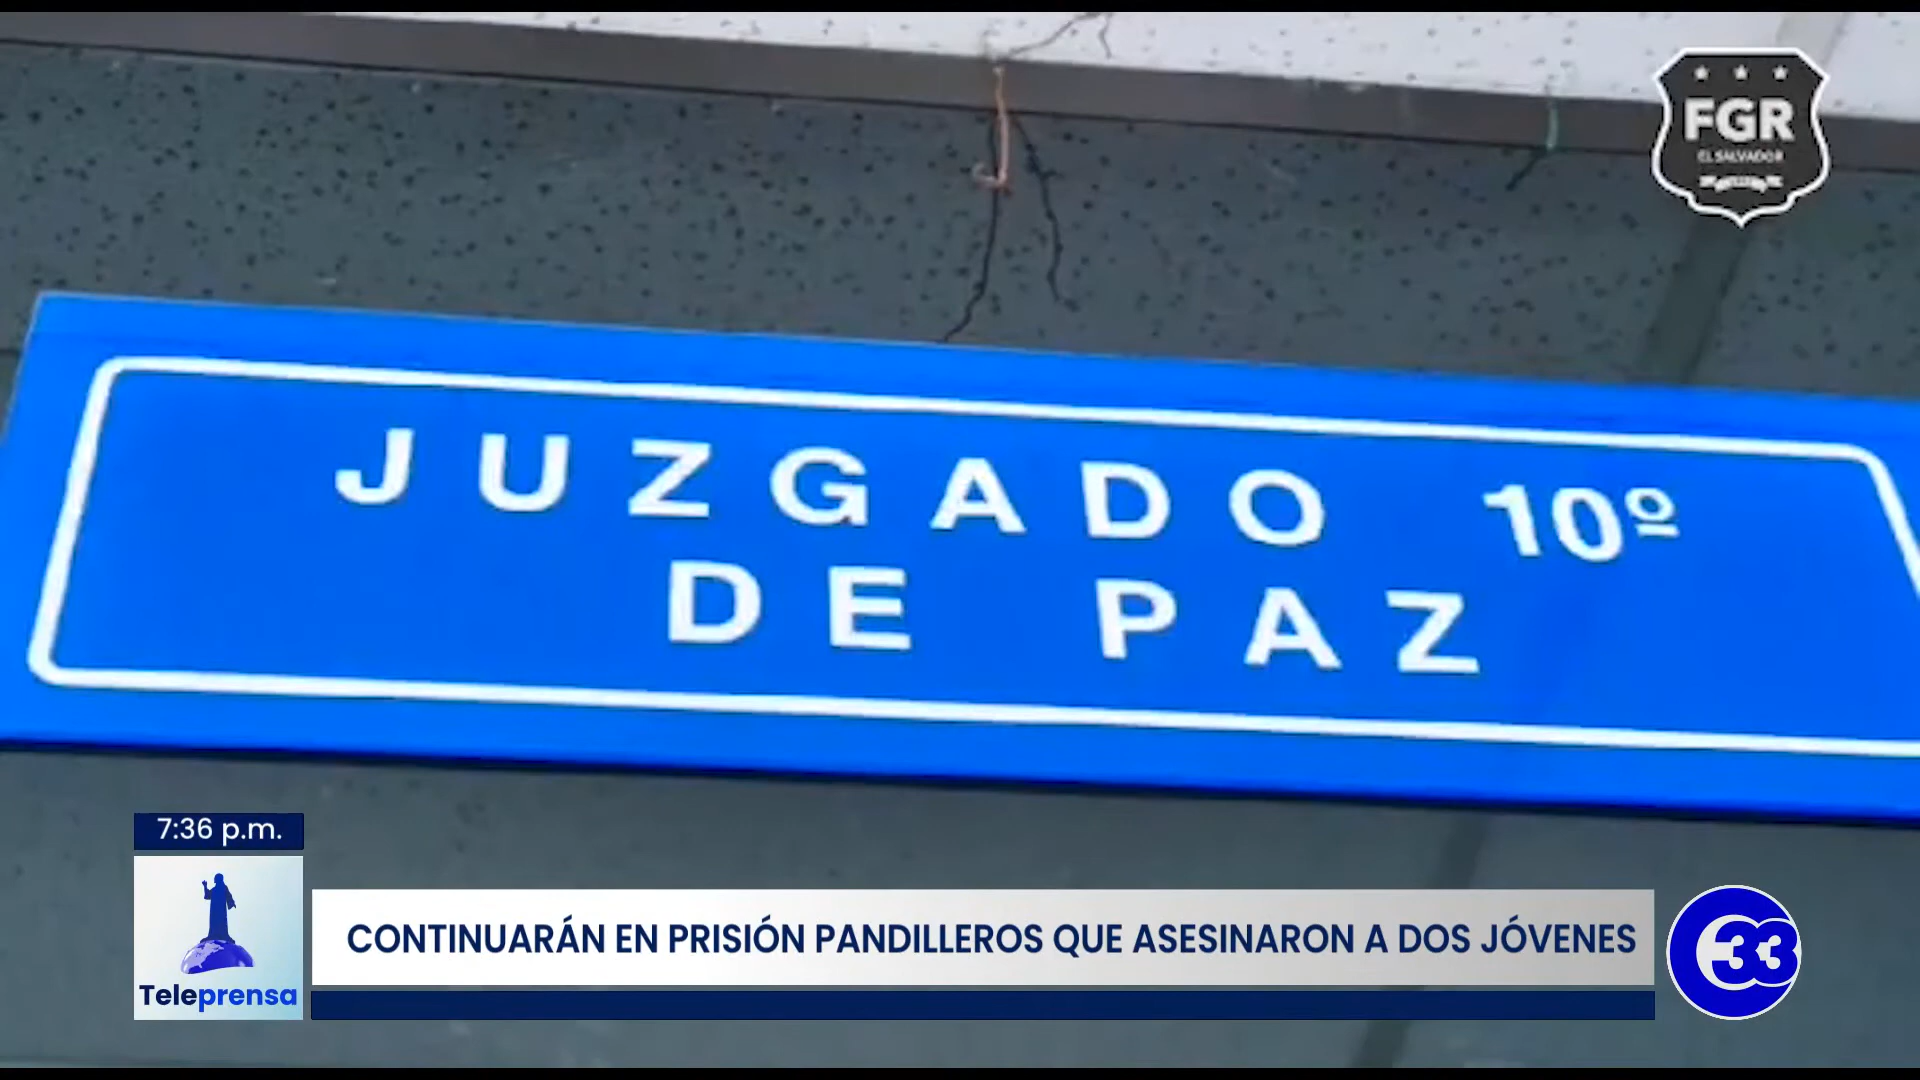 FGR
EL SALVADOR
JUZGADO 10º
DE PAZ
7:36 p.m.
Teleprensa
CONTINUARÁN EN PRISIÓN PANDILLEROS QUE ASESINARON A DOS JÓVENES
33